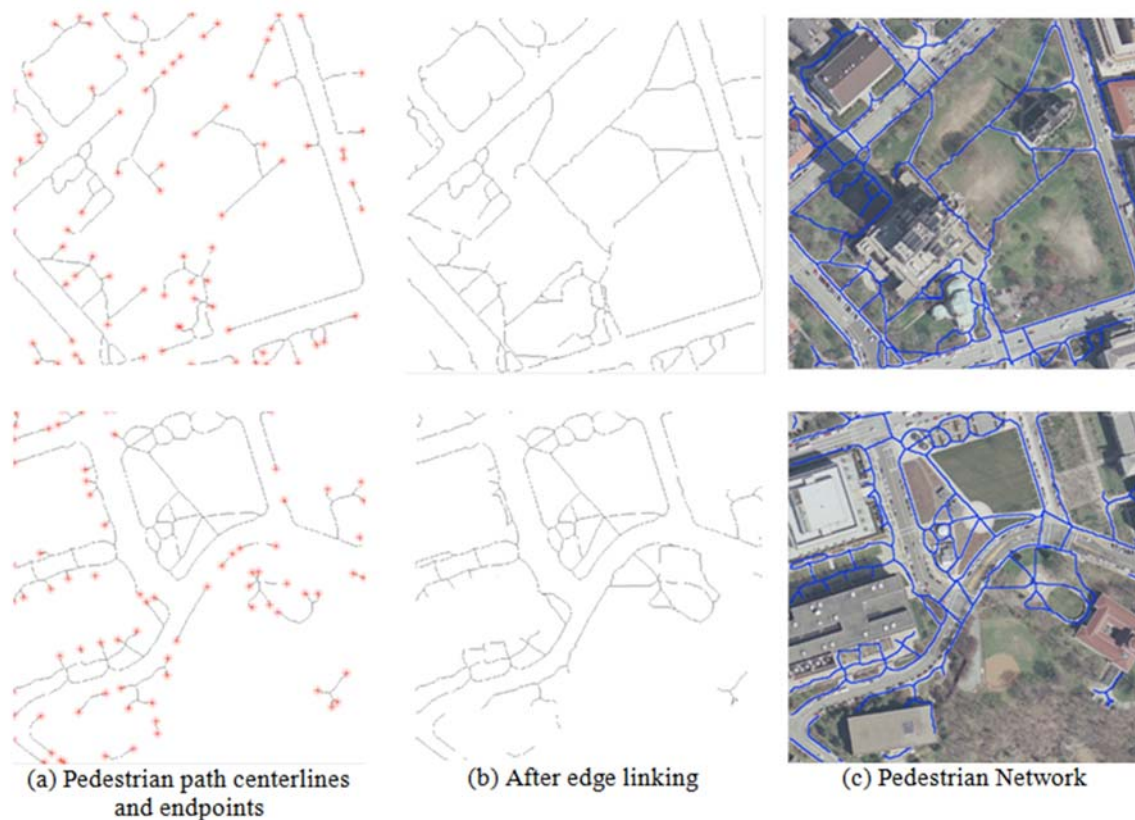 (a) Pedestrian path centerlines
and endpoints
(b) After edge linking
(c) Pedestrian Network